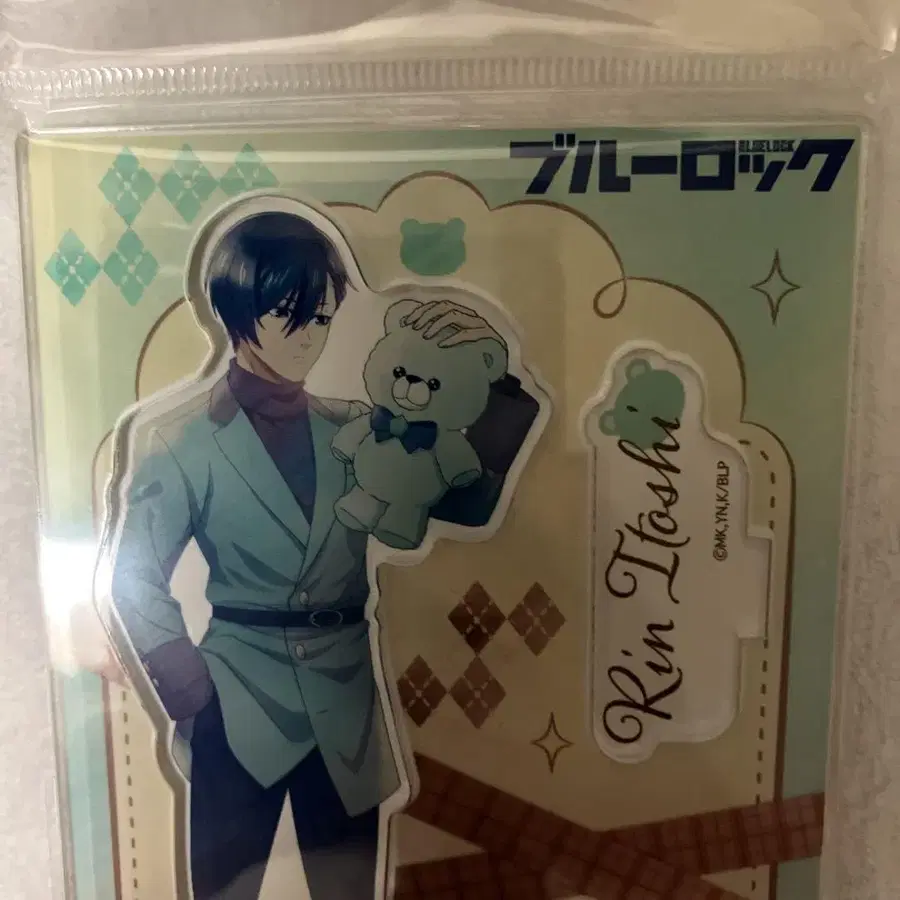 ブルーロック
BLUELOCK
Rin Itoshi
©MK,YN,K/BLP